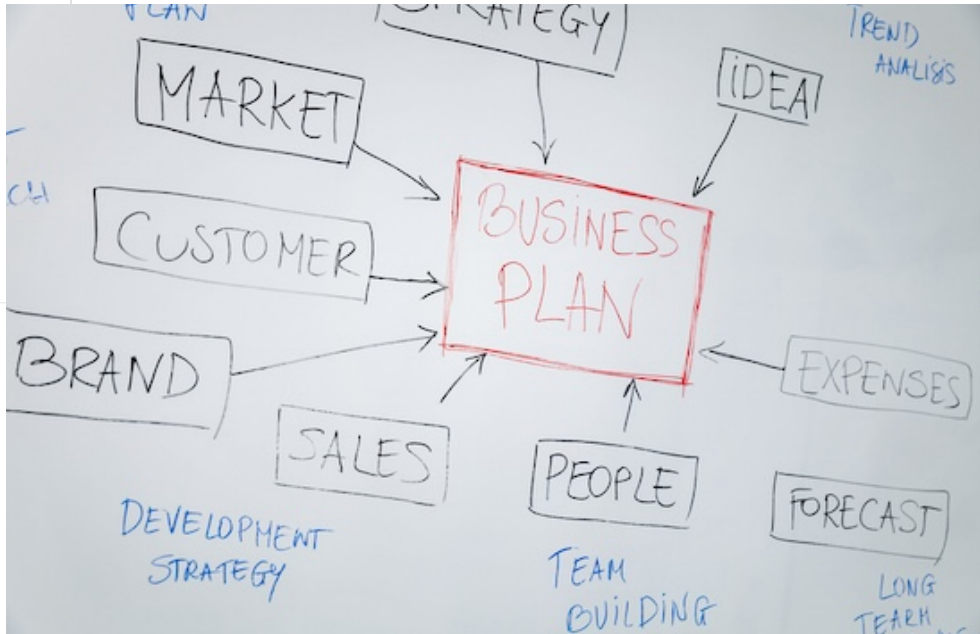 PLAN
STRATEGY
TREND
ANALISIS
MARKET
IDEA
CUSTOMER
BUSINESS
PLAN
BRAND
EXPENSES
SALES
PEOPLE
FORECAST
DEVELOPMENT
STRATEGY
TEAM
BUILDING
LONG
TEARM